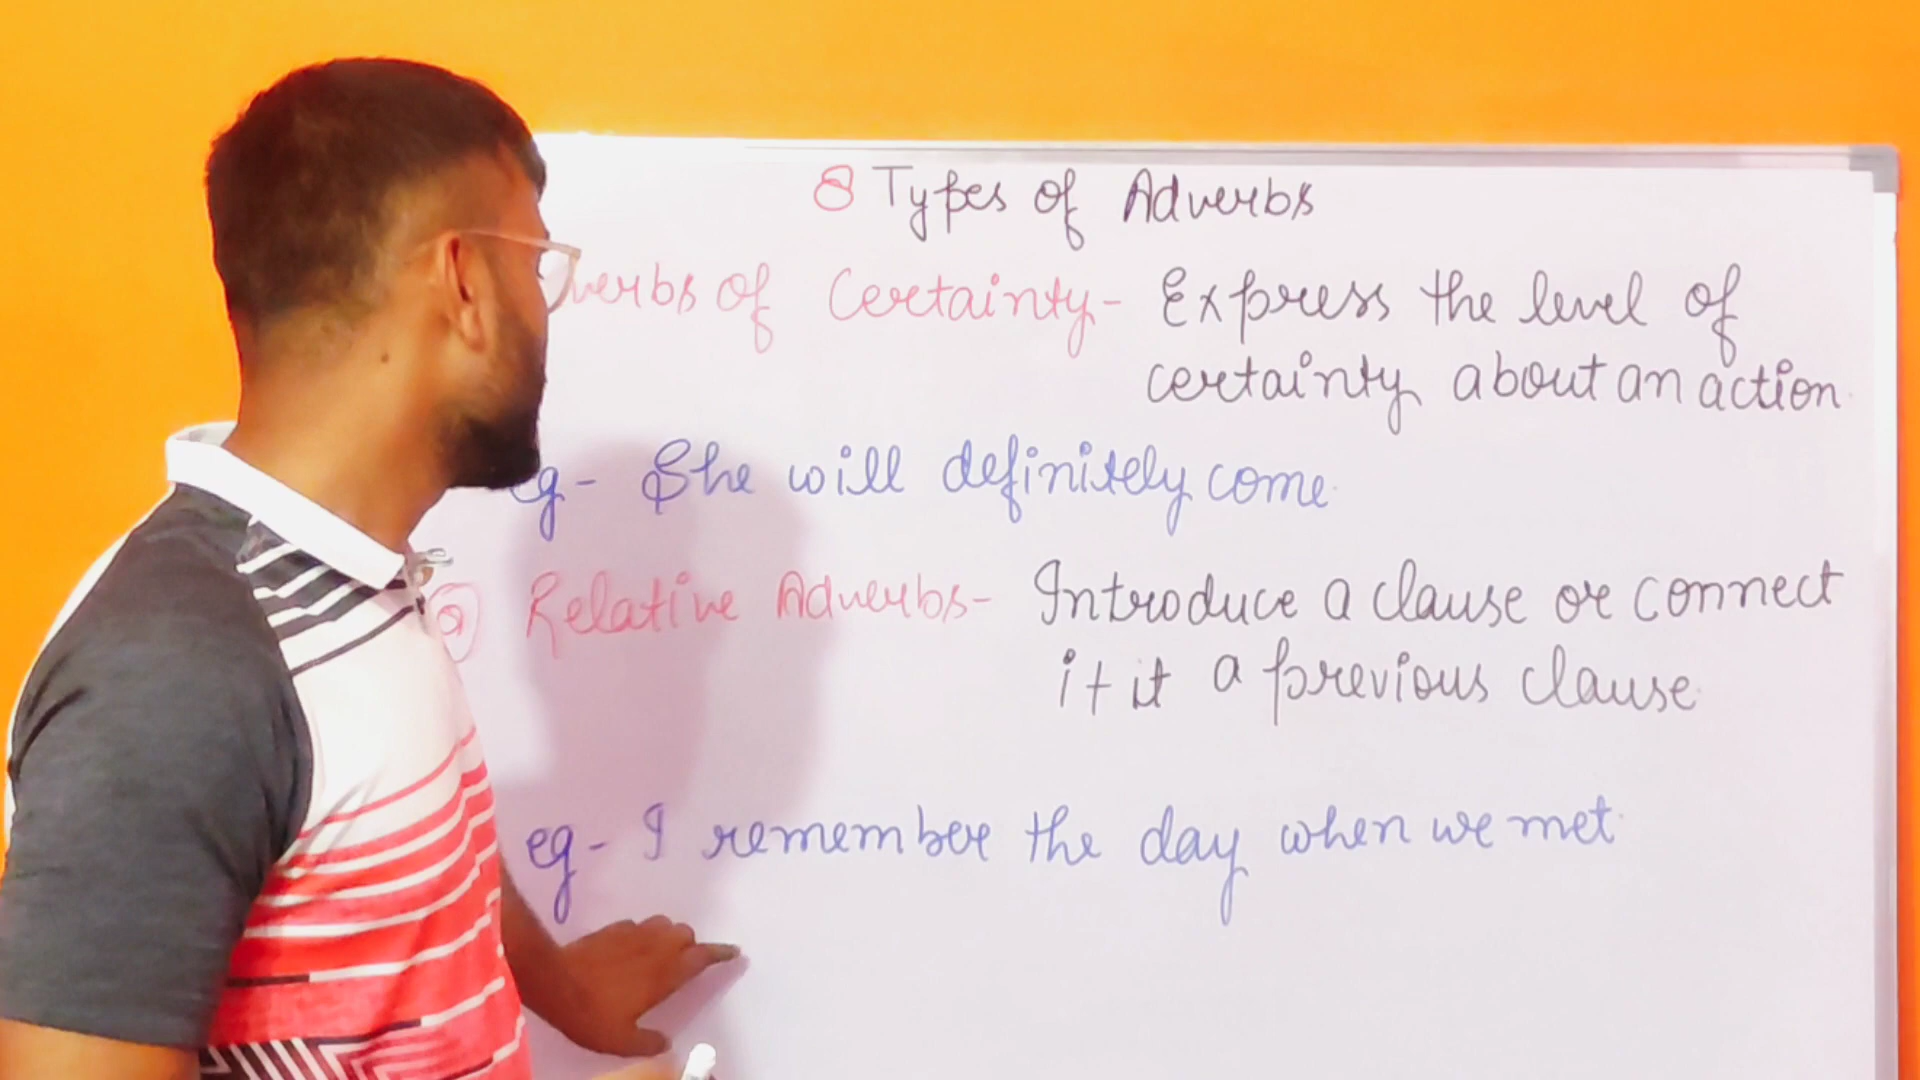 8 Types of Adverbs
verbs of Certainty- Express the level of
certainty about an action.
eg- She will definitely come.
Relative Adverbs- Introduce a clause or connect
it it a previous clause.
eg- I remember the day when we met.